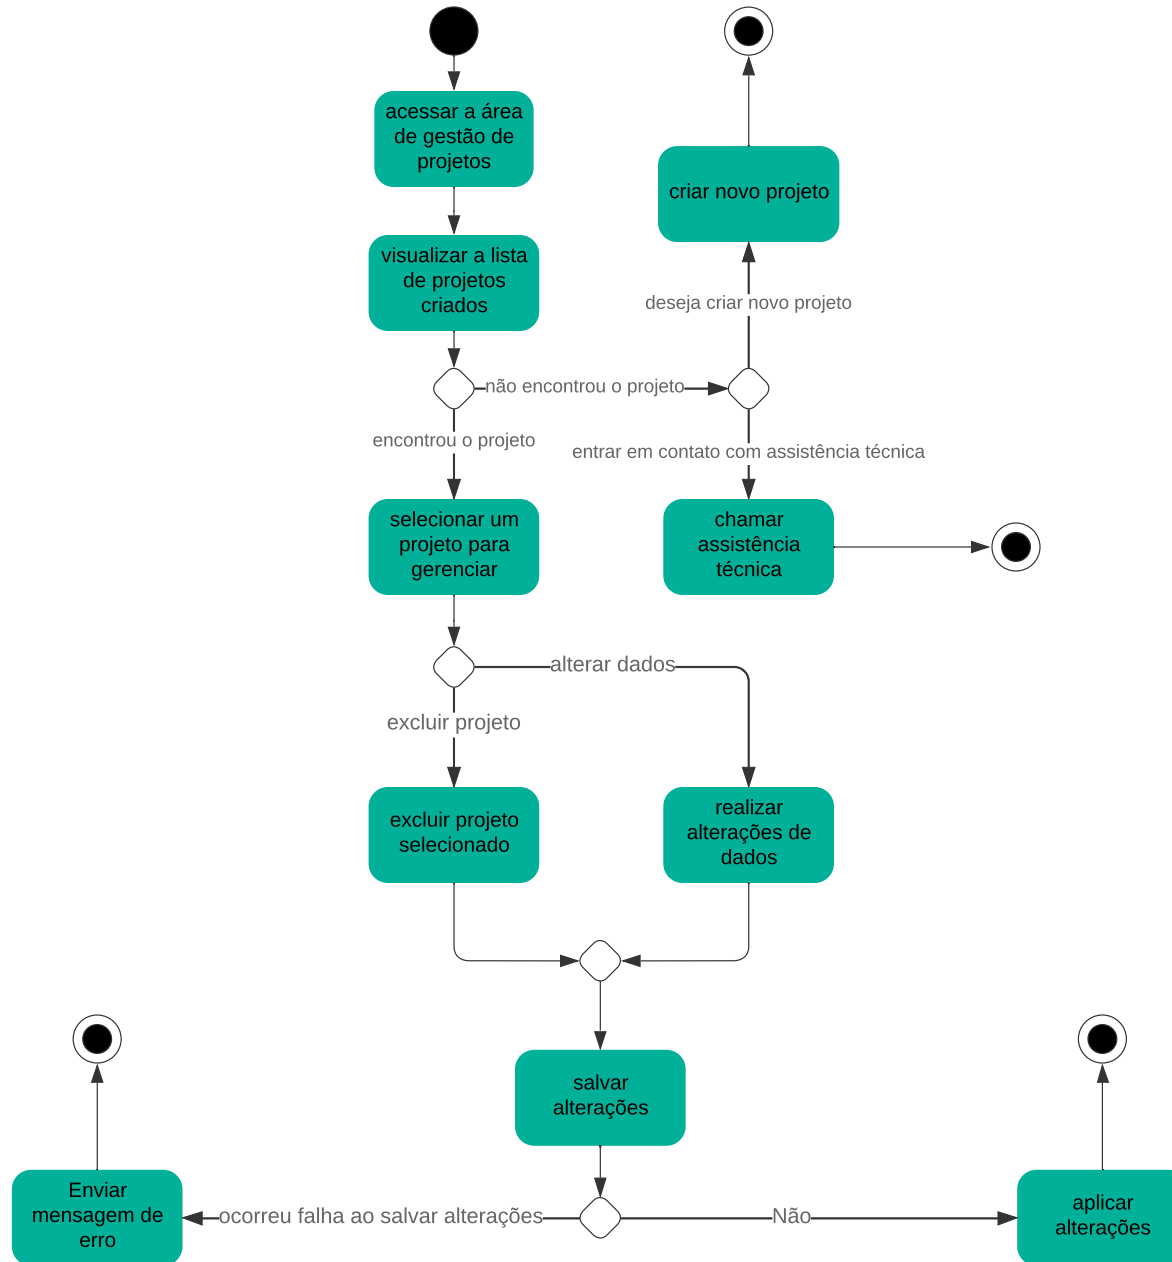 acessar a área
de gestão de
projetos
criar novo projeto
visualizar a lista
de projetos
criados
deseja criar novo projeto
não encontrou o projeto
encontrou o projeto
entrar em contato com assistência técnica
selecionar um
projeto para
gerenciar
chamar
assistência
técnica
alterar dados
excluir projeto
excluir projeto
selecionado
realizar
alterações de
dados
salvar
alterações
Enviar
mensagem de
erro
ocorreu falha ao salvar alterações
Não
aplicar
alterações